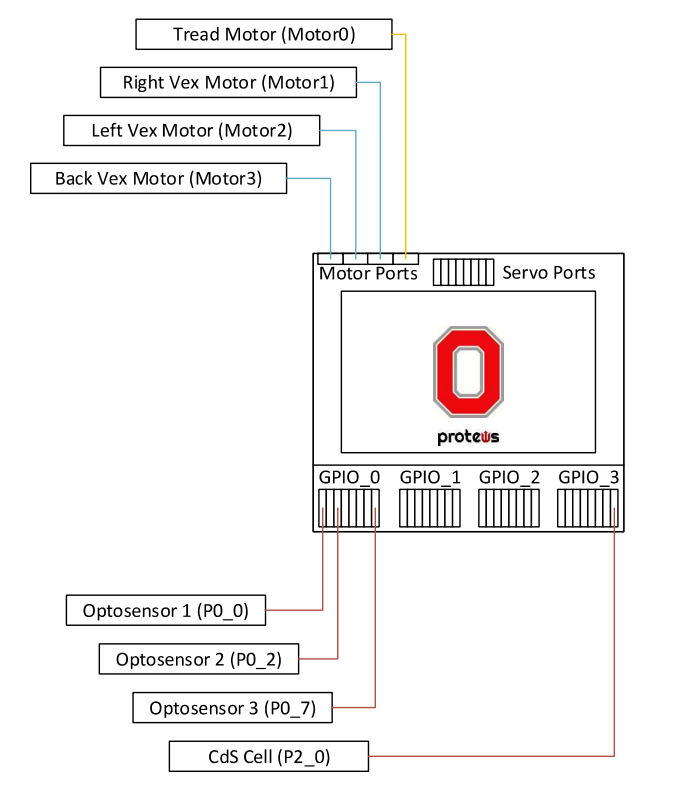 Tread Motor (Motor0)
Right Vex Motor (Motor1)
Left Vex Motor (Motor2)
Back Vex Motor (Motor3)
Motor Ports
Servo Ports
proteus
GPIO_0
GPIO_1
GPIO_2
GPIO_3
Optosensor 1 (P0_0)
Optosensor 2 (P0_2)
Optosensor 3 (P0_7)
CdS Cell (P2_0)